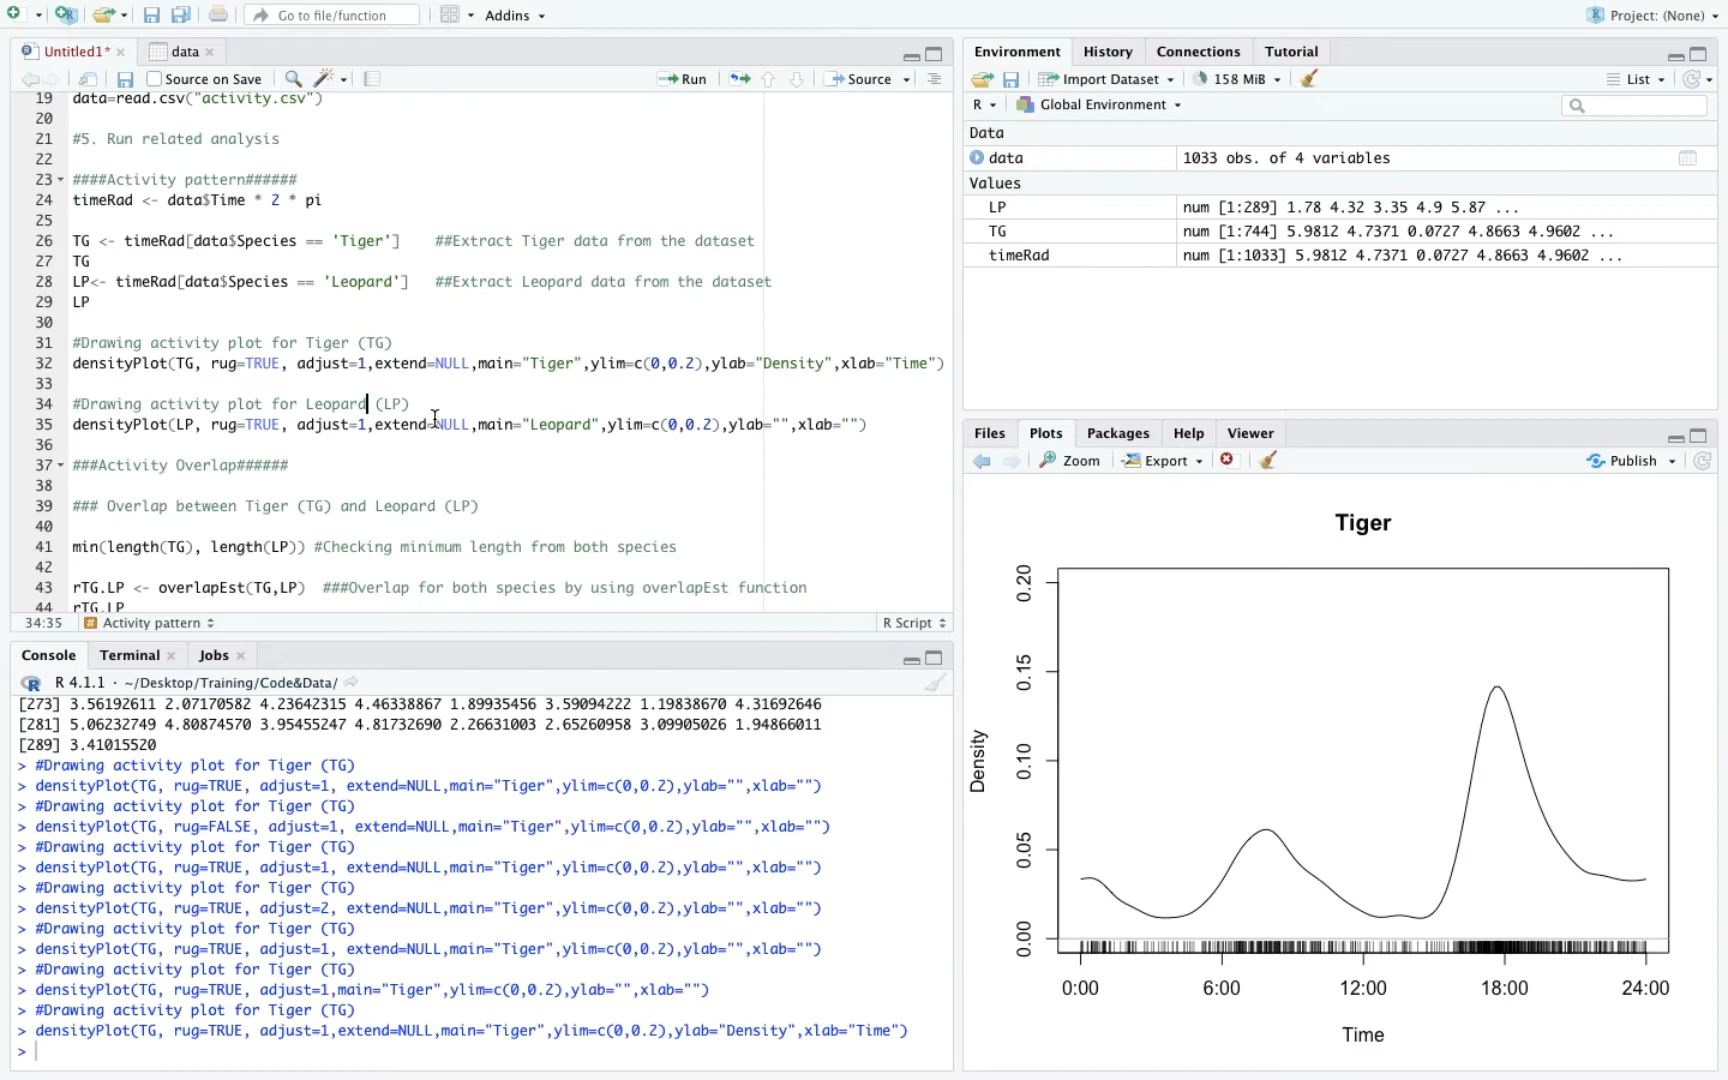 Go to file/function
Addins
Project: (None)
Untitled1*
data
Source on Save
Run
Source
19 data=read.csv("activity.csv")
20
21 #5. Run related analysis
22
23 ####Activity pattern######
24 timeRad <- data$Time * 2 * pi
25
26 TG <- timeRad[data$Species == 'Tiger'] ##Extract Tiger data from the dataset
27 TG
28 LP<- timeRad[data$Species == 'Leopard'] ##Extract Leopard data from the dataset
29 LP
30
31 #Drawing activity plot for Tiger (TG)
32 densityPlot(TG, rug=TRUE, adjust=1,extend=NULL,main="Tiger",ylim=c(0,0.2),ylab="Density",xlab="Time")
33
34 #Drawing activity plot for Leopard (LP)
35 densityPlot(LP, rug=TRUE, adjust=1,extend=NULL,main="Leopard",ylim=c(0,0.2),ylab="",xlab="")
36
37 ###Activity Overlap######
38
39 ### Overlap between Tiger (TG) and Leopard (LP)
40
41 min(length(TG), length(LP)) #Checking minimum length from both species
42
43 rTG.LP <- overlapEst(TG,LP) ###Overlap for both species by using overlapEst function
44 rTG.LP
34:35 # Activity pattern
R Script
Console
Terminal
Jobs
R 4.1.1 · ~/Desktop/Training/Code&Data/
[273] 3.56192611 2.07170582 4.23642315 4.46338867 1.89935456 3.59094222 1.19838670 4.31692646
[281] 5.06232749 4.80874570 3.95455247 4.81732690 2.26631003 2.65260958 3.09905026 1.94866011
[289] 3.41015520
> #Drawing activity plot for Tiger (TG)
> densityPlot(TG, rug=TRUE, adjust=1, extend=NULL,main="Tiger",ylim=c(0,0.2),ylab="",xlab="")
> #Drawing activity plot for Tiger (TG)
> densityPlot(TG, rug=FALSE, adjust=1, extend=NULL,main="Tiger",ylim=c(0,0.2),ylab="",xlab="")
> #Drawing activity plot for Tiger (TG)
> densityPlot(TG, rug=TRUE, adjust=1, extend=NULL,main="Tiger",ylim=c(0,0.2),ylab="",xlab="")
> #Drawing activity plot for Tiger (TG)
> densityPlot(TG, rug=TRUE, adjust=2, extend=NULL,main="Tiger",ylim=c(0,0.2),ylab="",xlab="")
> #Drawing activity plot for Tiger (TG)
> densityPlot(TG, rug=TRUE, adjust=1, extend=NULL,main="Tiger",ylim=c(0,0.2),ylab="",xlab="")
> #Drawing activity plot for Tiger (TG)
> densityPlot(TG, rug=TRUE, adjust=1,main="Tiger",ylim=c(0,0.2),ylab="",xlab="")
> #Drawing activity plot for Tiger (TG)
> densityPlot(TG, rug=TRUE, adjust=1,extend=NULL,main="Tiger",ylim=c(0,0.2),ylab="Density",xlab="Time")
>
Environment
History
Connections
Tutorial
Import Dataset
158 MiB
List
R
Global Environment
Data
data 1033 obs. of 4 variables
Values
LP num [1:289] 1.78 4.32 3.35 4.9 5.87 ...
TG num [1:744] 5.9812 4.7371 0.0727 4.8663 4.9602 ...
timeRad num [1:1033] 5.9812 4.7371 0.0727 4.8663 4.9602 ...
Files
Plots
Packages
Help
Viewer
Zoom
Export
Publish
Tiger
0.20
0.15
0.10
0.05
0.00
Density
0:00 6:00 12:00 18:00 24:00
Time